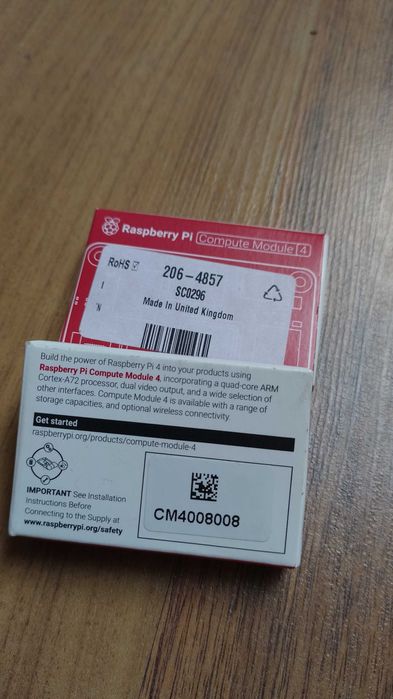 Raspberry Pi Compute Module 4
RoHS
206-4857
SC0296
Made in United Kingdom
Build the power of Raspberry Pi 4 into your products using
Raspberry Pi Compute Module 4, incorporating a quad-core ARM
Cortex-A72 processor, dual video output, and a wide selection of
other interfaces. Compute Module 4 is available with a range of
storage capacities, and optional wireless connectivity.
Get started
raspberrypi.org/products/compute-module-4
IMPORTANT See Installation
Instructions Before
Connecting to the Supply at
www.raspberrypi.org/safety
CM4008008